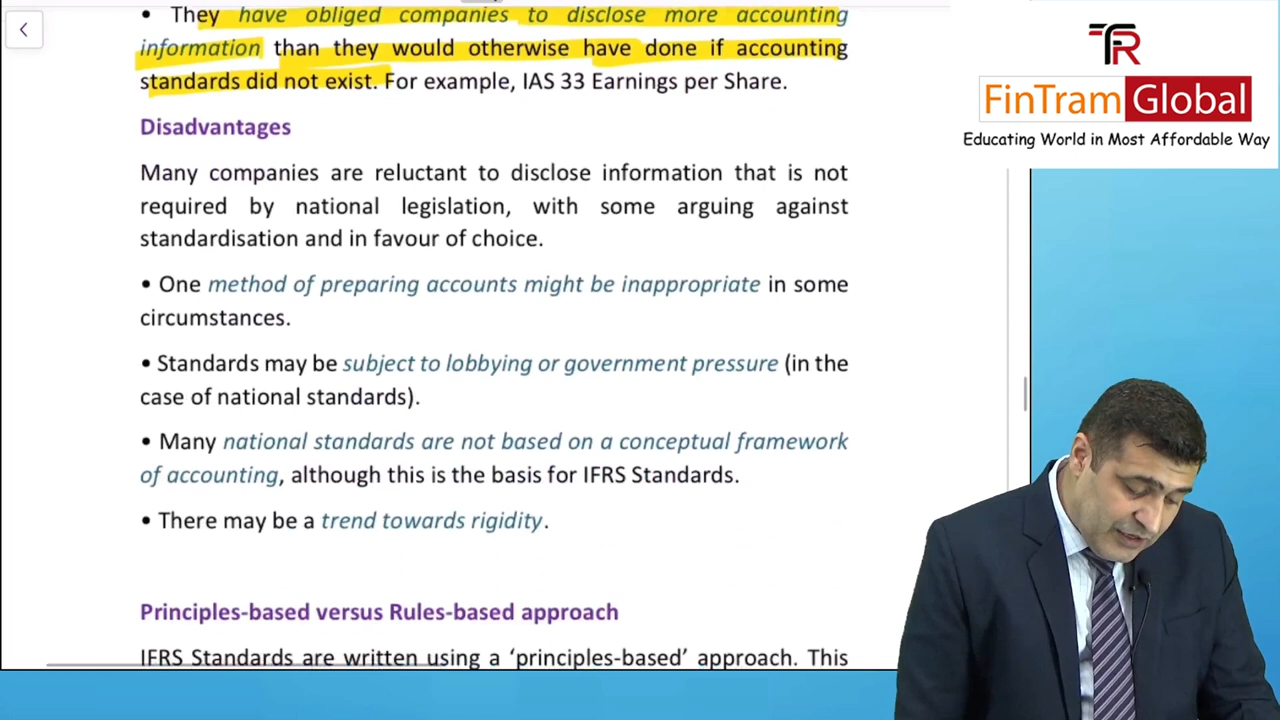 • They have obliged companies to disclose more accounting
information than they would otherwise have done if accounting
standards did not exist. For example, IAS 33 Earnings per Share.
Disadvantages
Many companies are reluctant to disclose information that is not
required by national legislation, with some arguing against
standardisation and in favour of choice.
• One method of preparing accounts might be inappropriate in some
circumstances.
• Standards may be subject to lobbying or government pressure (in the
case of national standards).
• Many national standards are not based on a conceptual framework
of accounting, although this is the basis for IFRS Standards.
• There may be a trend towards rigidity.
Principles-based versus Rules-based approach
IFRS Standards are written using a ‘principles-based’ approach. This
FinTram Global
Educating World in Most Affordable Way